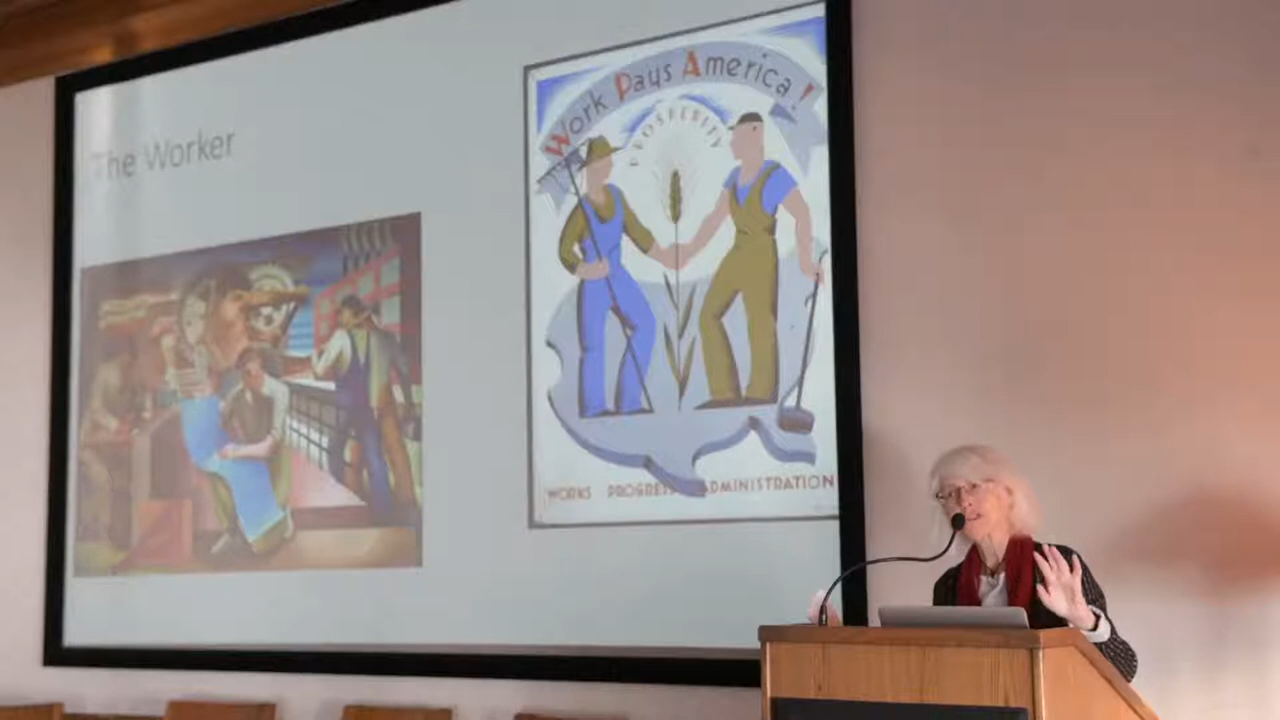 The Worker
Work Pays America!
PROSPERITY
WORKS PROGRESS ADMINISTRATION